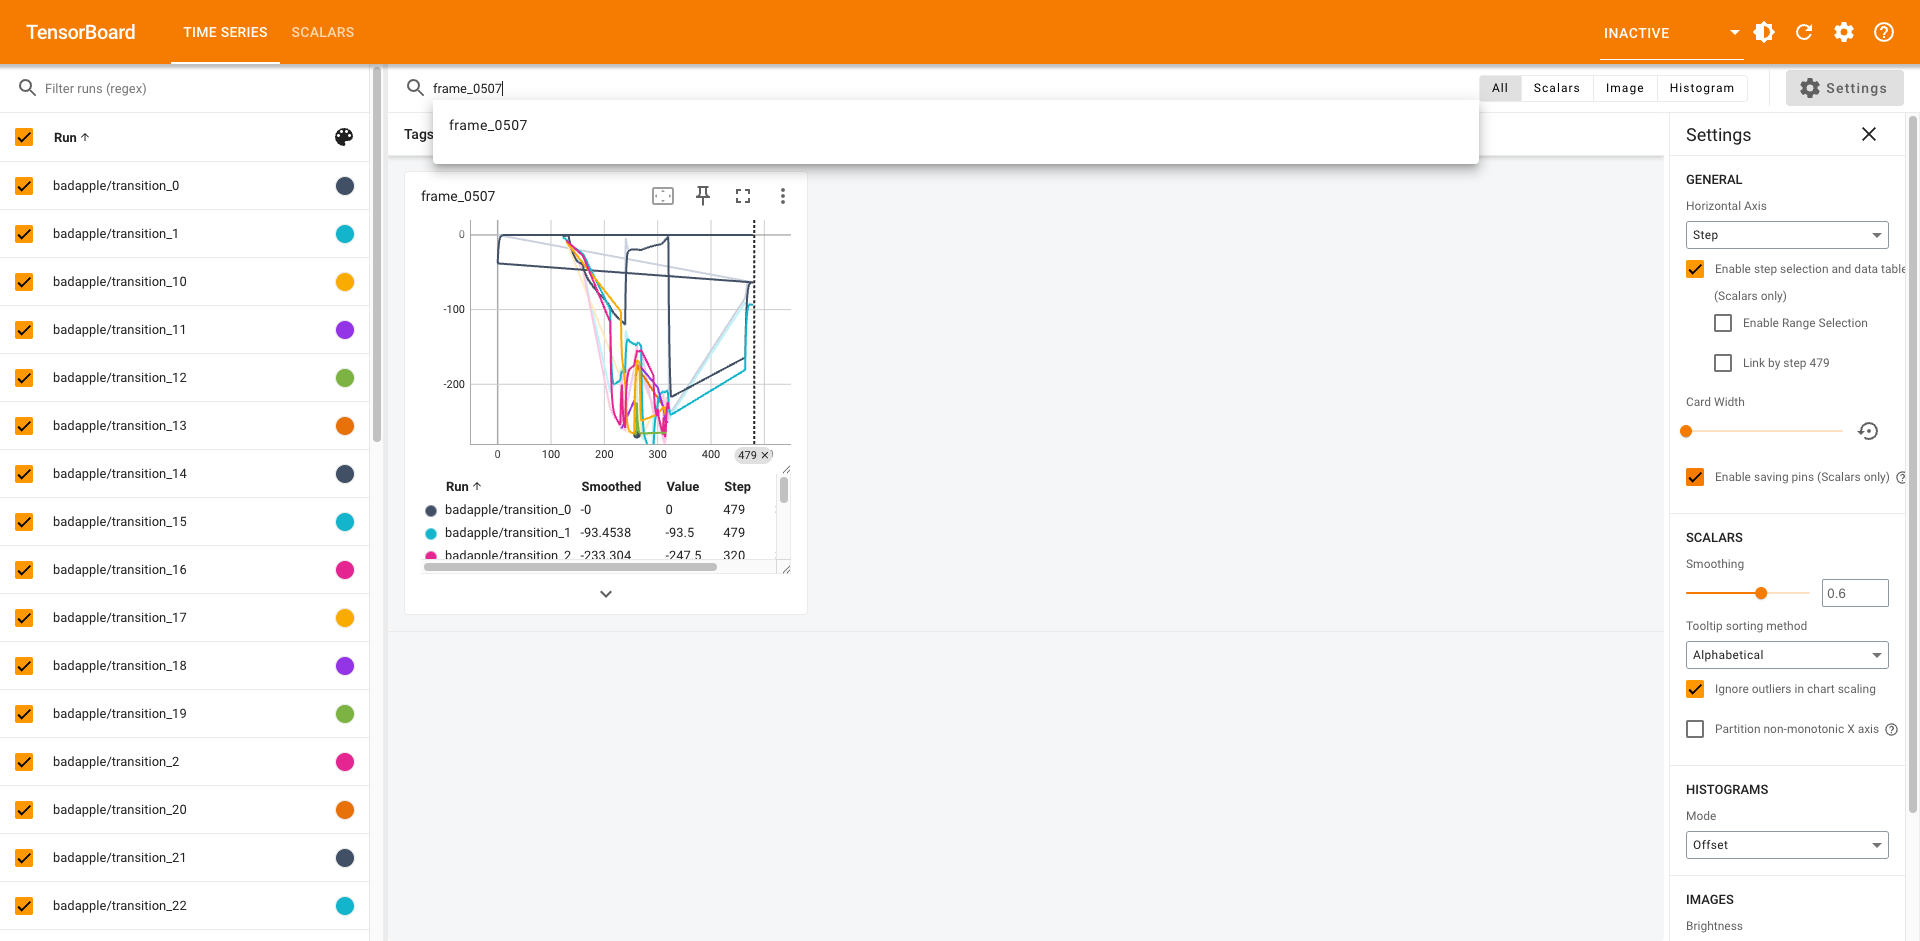 TensorBoard
TIME SERIES
SCALARS
INACTIVE
Filter runs (regex)
frame_0507
All
Scalars
Image
Histogram
Settings
frame_0507
Run
badapple/transition_0
badapple/transition_1
badapple/transition_10
badapple/transition_11
badapple/transition_12
badapple/transition_13
badapple/transition_14
badapple/transition_15
badapple/transition_16
badapple/transition_17
badapple/transition_18
badapple/transition_19
badapple/transition_2
badapple/transition_20
badapple/transition_21
badapple/transition_22
Tags
frame_0507
0
-100
-200
0 100 200 300 400 479
Run Smoothed Value Step
badapple/transition_0 -0 0 479
badapple/transition_1 -93.4538 -93.5 479
badapple/transition_2 -233.304 -247.5 320
Settings
GENERAL
Horizontal Axis
Step
Enable step selection and data table
(Scalars only)
Enable Range Selection
Link by step 479
Card Width
Enable saving pins (Scalars only)
SCALARS
Smoothing
0.6
Tooltip sorting method
Alphabetical
Ignore outliers in chart scaling
Partition non-monotonic X axis
HISTOGRAMS
Mode
Offset
IMAGES
Brightness